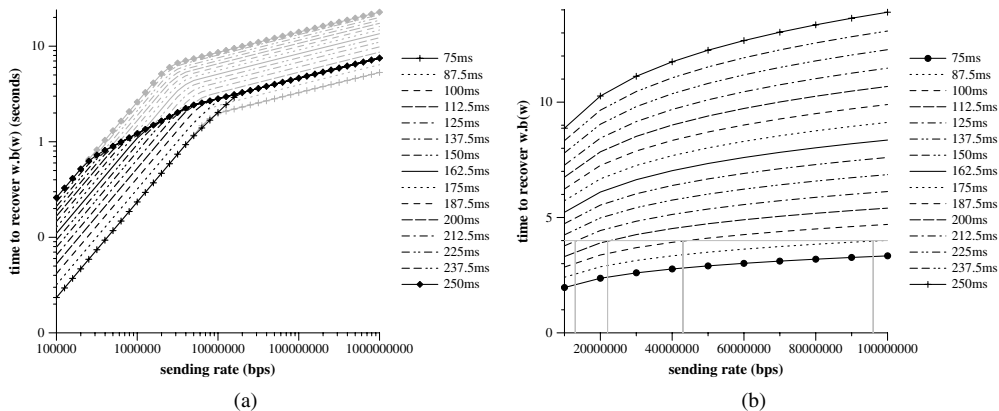 time to recover w.b(w) (seconds)
10
1
0
0
100000
1000000
10000000
100000000
1000000000
sending rate (bps)
75ms
87.5ms
100ms
112.5ms
125ms
137.5ms
150ms
162.5ms
175ms
187.5ms
200ms
212.5ms
225ms
237.5ms
250ms
(a)
time to recover w.b(w)
10
5
0
20000000
40000000
60000000
80000000
100000000
sending rate (bps)
75ms
87.5ms
100ms
112.5ms
125ms
137.5ms
150ms
162.5ms
175ms
187.5ms
200ms
212.5ms
225ms
237.5ms
250ms
(b)